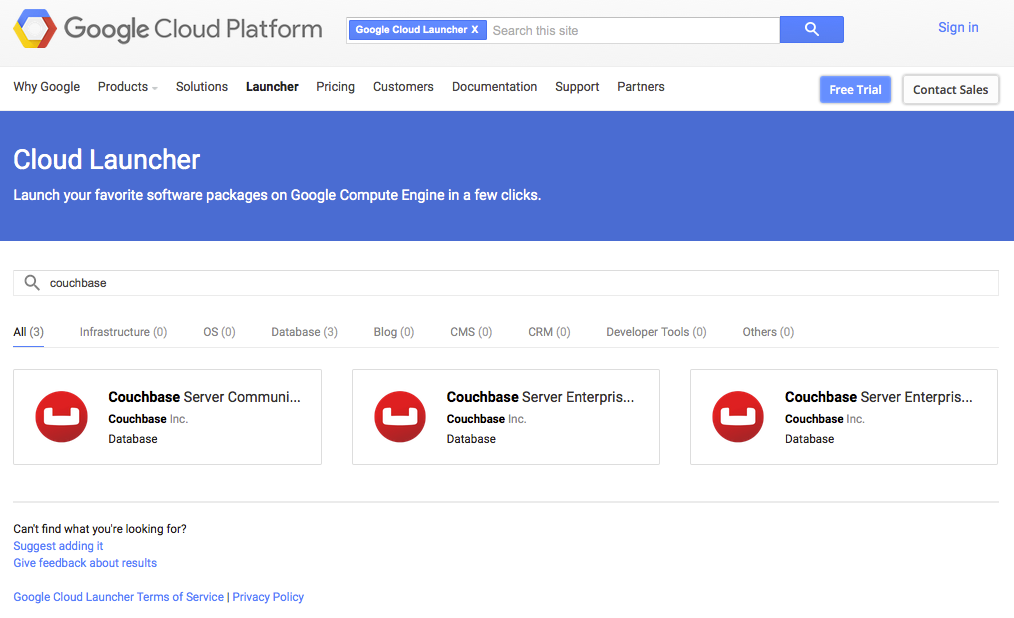 Google Cloud Platform
Google Cloud Launcher X Search this site
Sign in
Why Google Products Solutions Launcher Pricing Customers Documentation Support Partners
Free Trial Contact Sales
Cloud Launcher
Launch your favorite software packages on Google Compute Engine in a few clicks.
couchbase
All (3) Infrastructure (0) OS (0) Database (3) Blog (0) CMS (0) CRM (0) Developer Tools (0) Others (0)
Couchbase Server Communi...
Couchbase Inc.
Database
Couchbase Server Enterpris...
Couchbase Inc.
Database
Couchbase Server Enterpris...
Couchbase Inc.
Database
Can't find what you're looking for?
Suggest adding it
Give feedback about results
Google Cloud Launcher Terms of Service | Privacy Policy